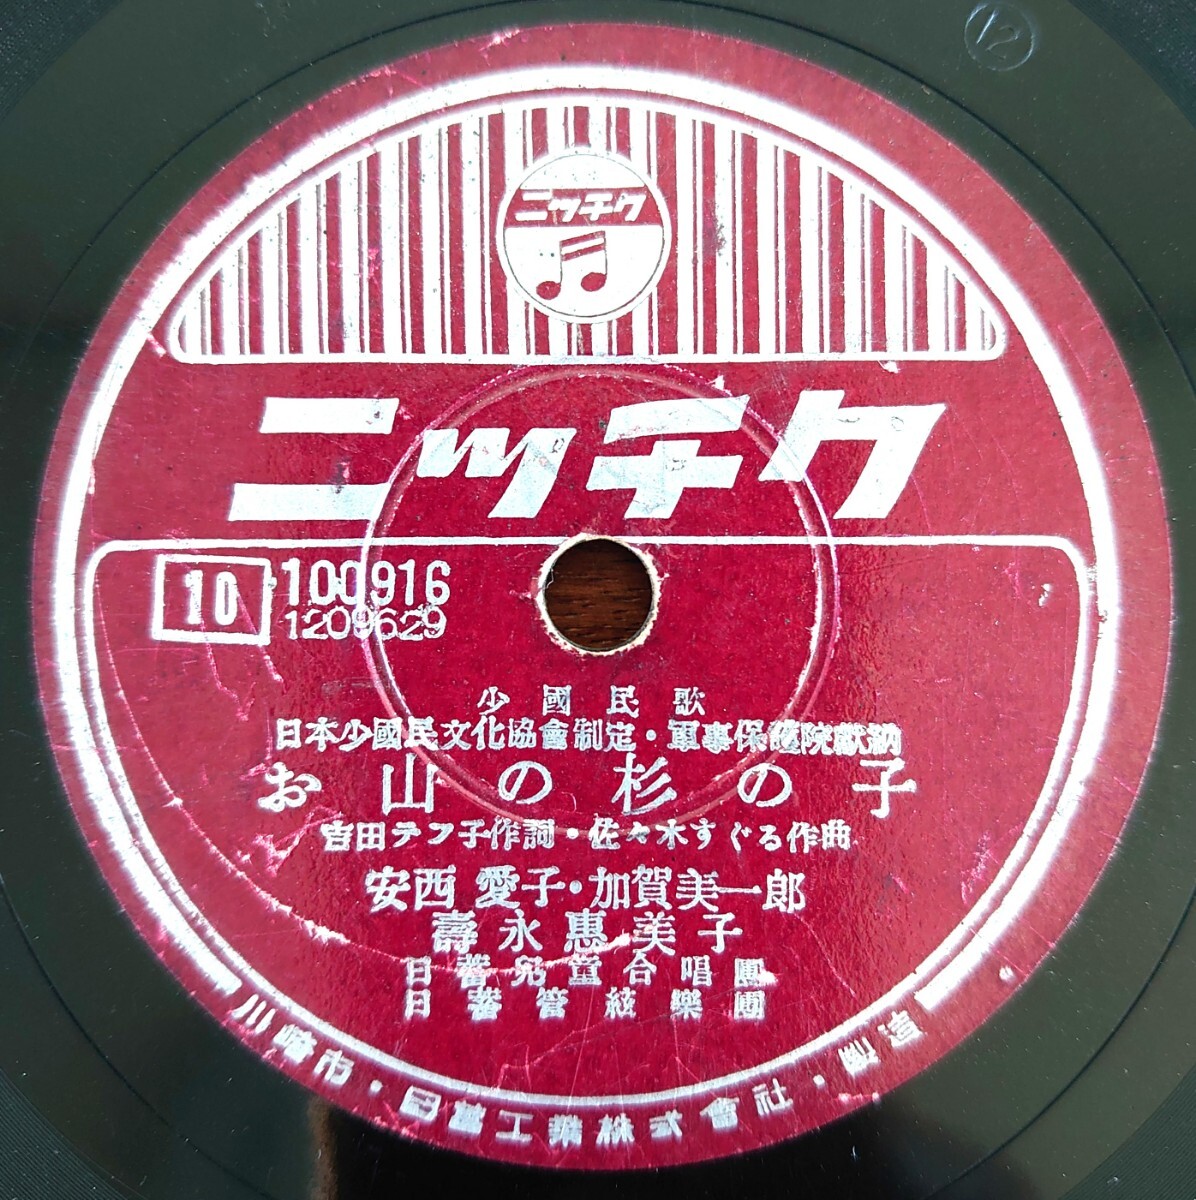 ⑫
ニッチク
ニッチク
10
100916
1209629
少國民歌
日本少國民文化協會制定・軍事保護院献納
お山の杉の子
吉田テフ子作詞・佐々木すぐる作曲
安西愛子・加賀美一郎
壽永惠美子
日蓄兒童合唱團
日蓄管絃樂團
川崎市・日蓄工業株式會社・